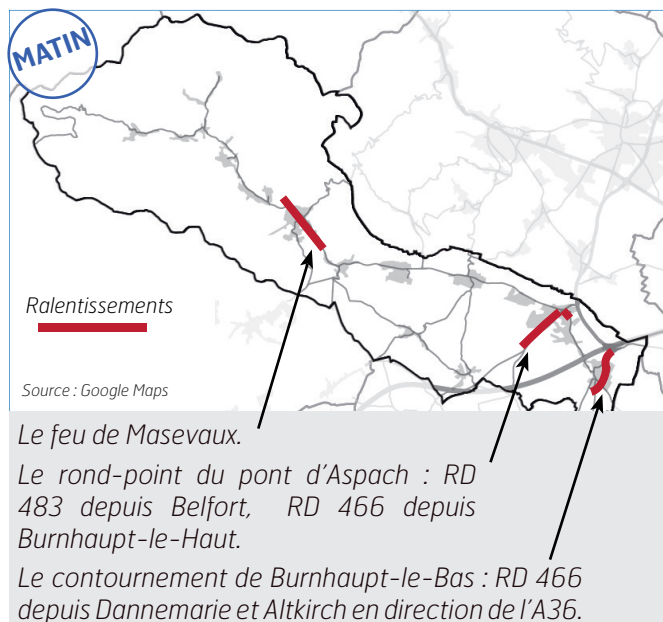 MATIN
Ralentissements
Source : Google Maps
Le feu de Masevaux.
Le rond-point du pont d'Aspach : RD
483 depuis Belfort, RD 466 depuis
Burnhaupt-le-Haut.
Le contournement de Burnhaupt-le-Bas : RD 466
depuis Dannemarie et Altkirch en direction de l'A36.